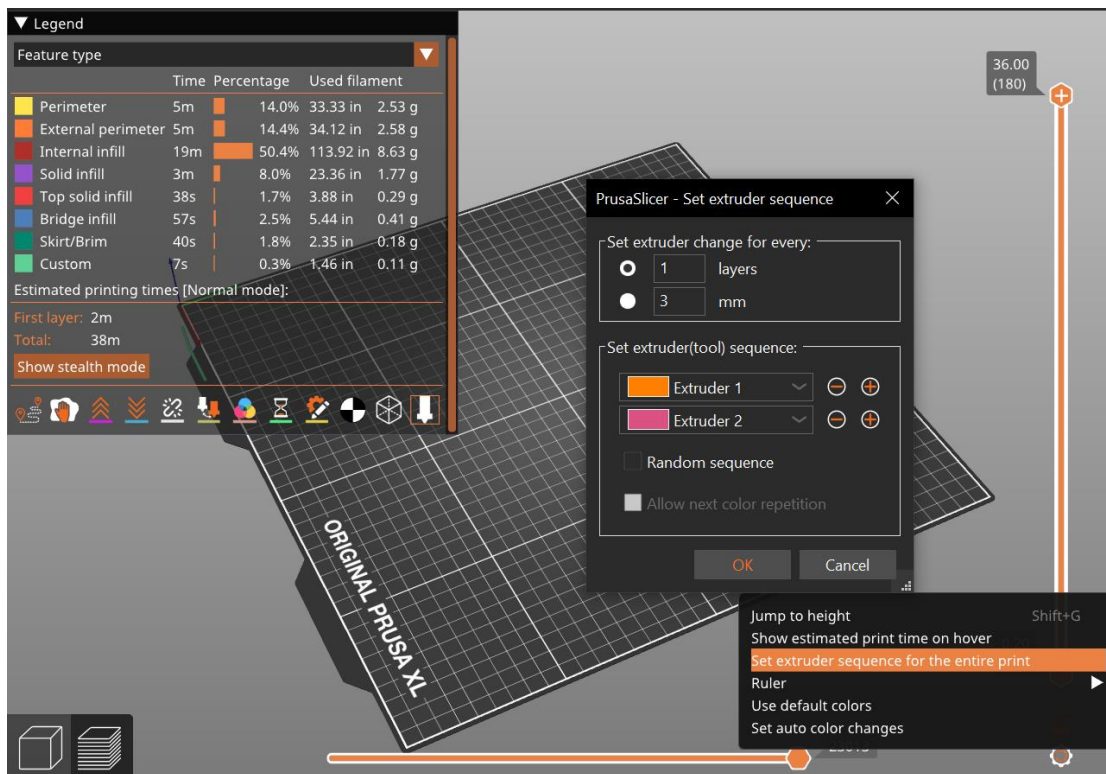 Legend
Feature type
Time Percentage Used filament
Perimeter 5m 14.0% 33.33 in 2.53 g
External perimeter 5m 14.4% 34.12 in 2.58 g
Internal infill 19m 50.4% 113.92 in 8.63 g
Solid infill 3m 8.0% 23.36 in 1.77 g
Top solid infill 38s 1.7% 3.88 in 0.29 g
Bridge infill 57s 2.5% 5.44 in 0.41 g
Skirt/Brim 40s 1.8% 2.35 in 0.18 g
Custom 7s 0.3% 1.46 in 0.11 g
Estimated printing times [Normal mode]:
First layer: 2m
Total: 38m
Show stealth mode
36.00
(180)
PrusaSlicer - Set extruder sequence
Set extruder change for every:
1 layers
3 mm
Set extruder(tool) sequence:
Extruder 1
Extruder 2
Random sequence
Allow next color repetition
OK Cancel
Jump to height Shift+G
Show estimated print time on hover
Set extruder sequence for the entire print
Ruler
Use default colors
Set auto color changes
ORIGINAL PRUSA XL